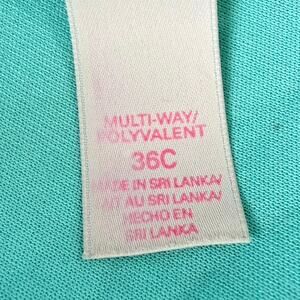 MULTI-WAY/
POLYVALENT
36C
MADE IN SRI LANKA/
FAIT AU SRI LANKA/
HECHO EN
SRI LANKA